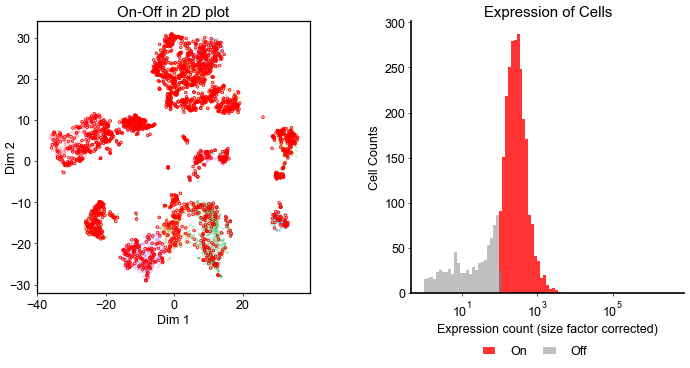 On-Off in 2D plot
30
20
10
0
−10
−20
−30
−40
−20
0
20
Dim 2
Dim 1
Expression of Cells
300
250
200
150
100
50
0
10^1
10^3
10^5
Cell Counts
Expression count (size factor corrected)
On
Off